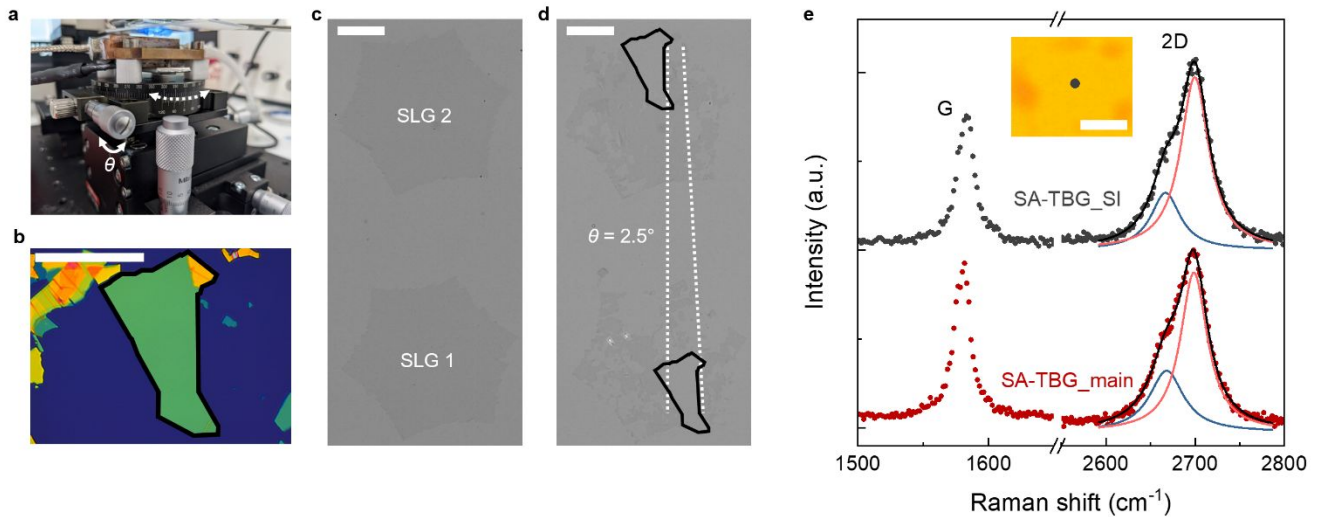 a
θ
b
c
SLG 2
SLG 1
d
θ = 2.5°
e
Intensity (a.u.)
G
2D
SA-TBG_SI
SA-TBG_main
1500
1600
2600
2700
2800
Raman shift (cm⁻¹)